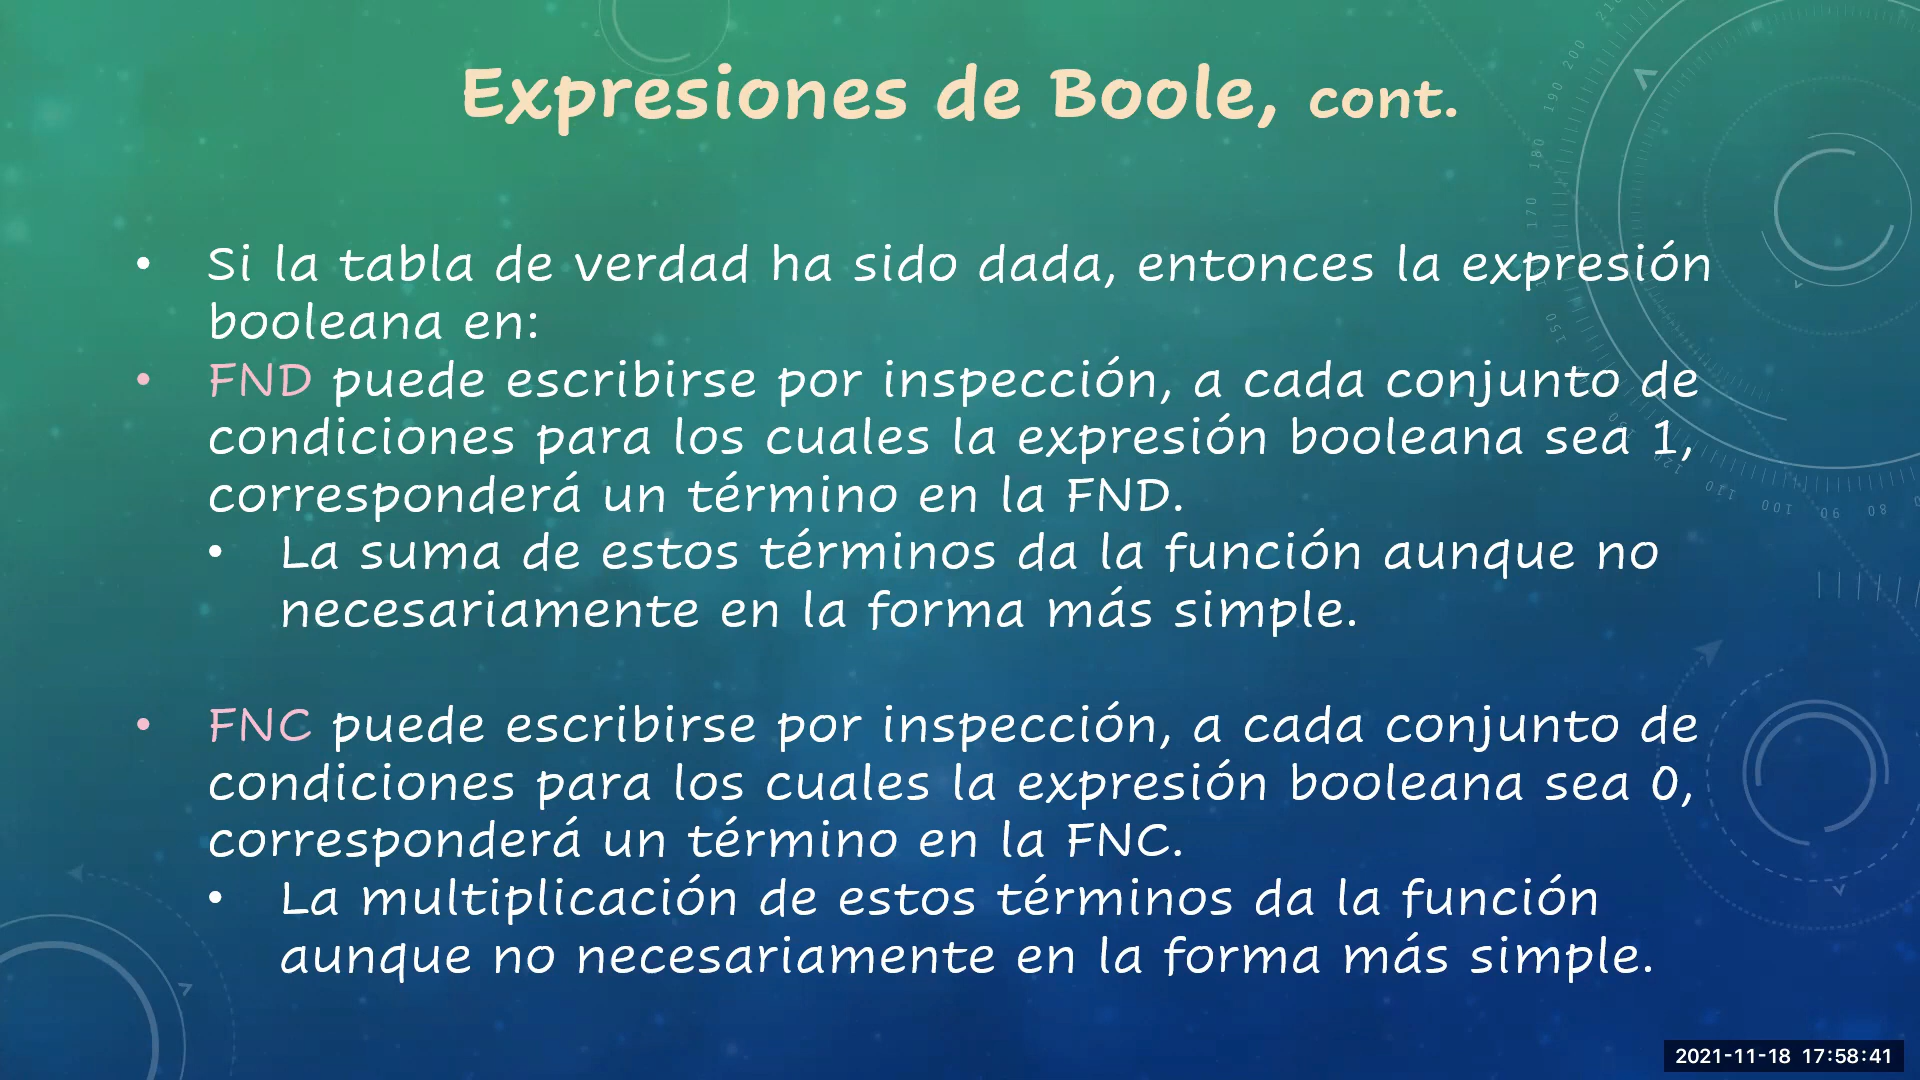 Expresiones de Boole, cont.
• Si la tabla de verdad ha sido dada, entonces la expresión
booleana en:
• FND puede escribirse por inspección, a cada conjunto de
condiciones para los cuales la expresión booleana sea 1,
corresponderá un término en la FND.
• La suma de estos términos da la función aunque no
necesariamente en la forma más simple.
• FNC puede escribirse por inspección, a cada conjunto de
condiciones para los cuales la expresión booleana sea 0,
corresponderá un término en la FNC.
• La multiplicación de estos términos da la función
aunque no necesariamente en la forma más simple.
2021-11-18 17:58:41